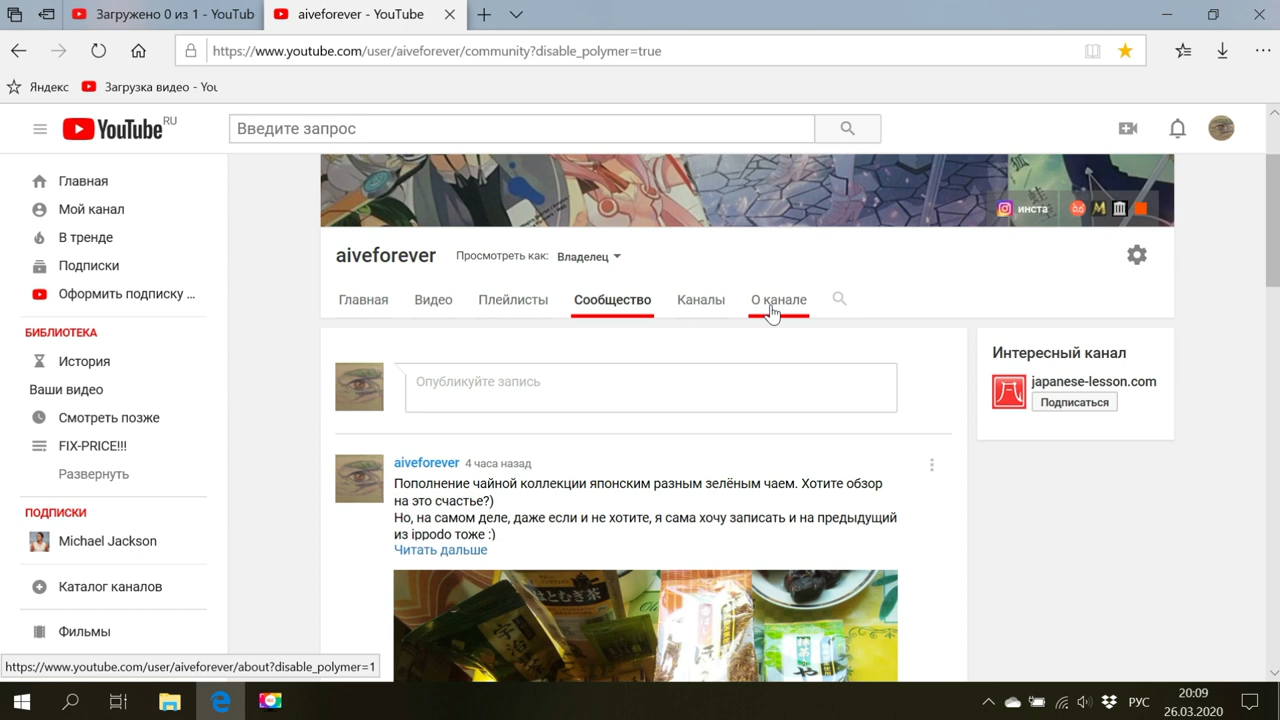 Загружено 0 из 1 - YouTub
aiveforever - YouTube
https://www.youtube.com/user/aiveforever/community?disable_polymer=true
Яндекс
Загрузка видео - You
YouTube RU
Введите запрос
Главная
Мой канал
В тренде
Подписки
Оформить подписку ...
БИБЛИОТЕКА
История
Ваши видео
Смотреть позже
FIX-PRICE!!!
Развернуть
ПОДПИСКИ
Michael Jackson
Каталог каналов
Фильмы
инста
aiveforever
Просмотреть как: Владелец
Главная Видео Плейлисты Сообщество Каналы О канале
Опубликуйте запись
Интересный канал
japanese-lesson.com
Подписаться
aiveforever 4 часа назад
Пополнение чайной коллекции японским разным зелёным чаем. Хотите обзор
на это счастье?)
Но, на самом деле, даже если и не хотите, я сама хочу записать и на предыдущий
из ippodo тоже :)
Читать дальше
はとむぎ茶
https://www.youtube.com/user/aiveforever/about?disable_polymer=1
РУС
20:09
26.03.2020